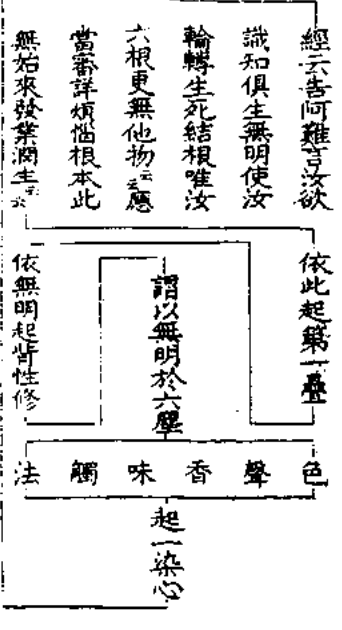 經云告阿難言汝欲
識知俱生無明使汝
輪轉生死結根唯汝
六根更無他物云云應
當審詳煩惱根本此
無始來發業潤生云云
依此起第一疊
謂以無明於六塵
依無明起背性修
色
聲
香
味
觸
法
起一染心